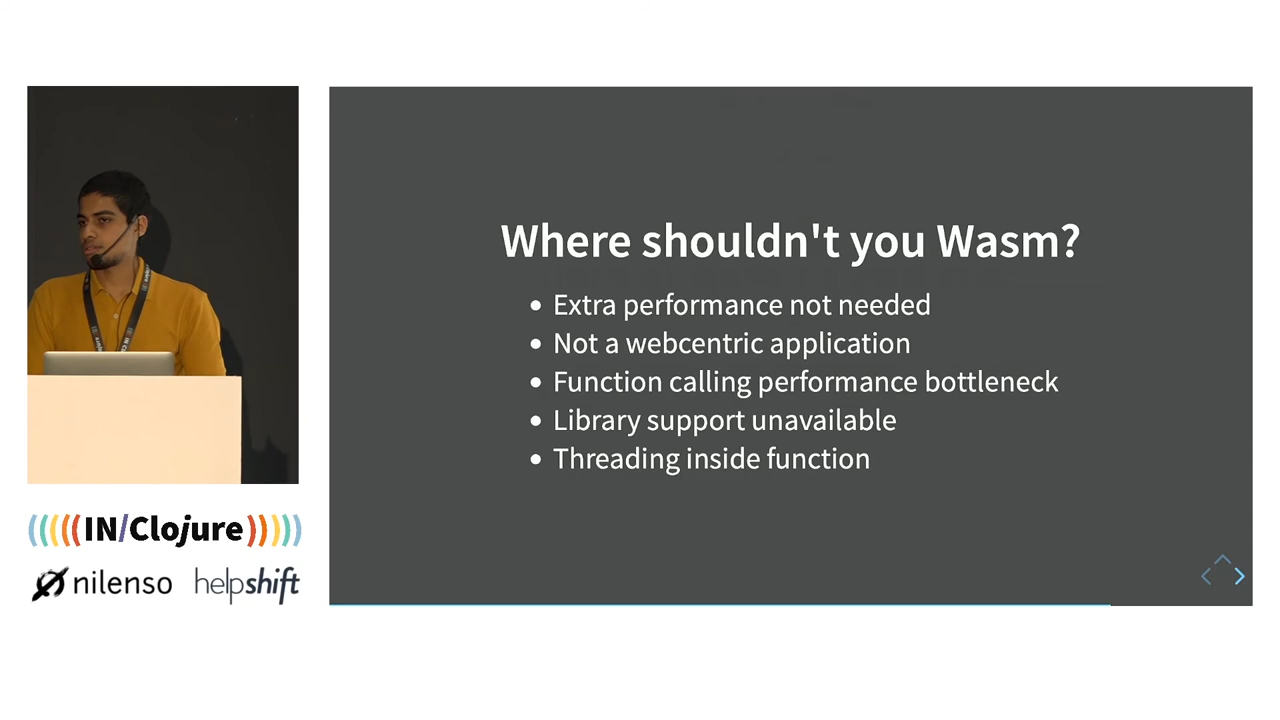 Where shouldn't you Wasm?
Extra performance not needed
Not a webcentric application
Function calling performance bottleneck
Library support unavailable
Threading inside function
(((((IN/Clojure)))))
nilenso helpshift